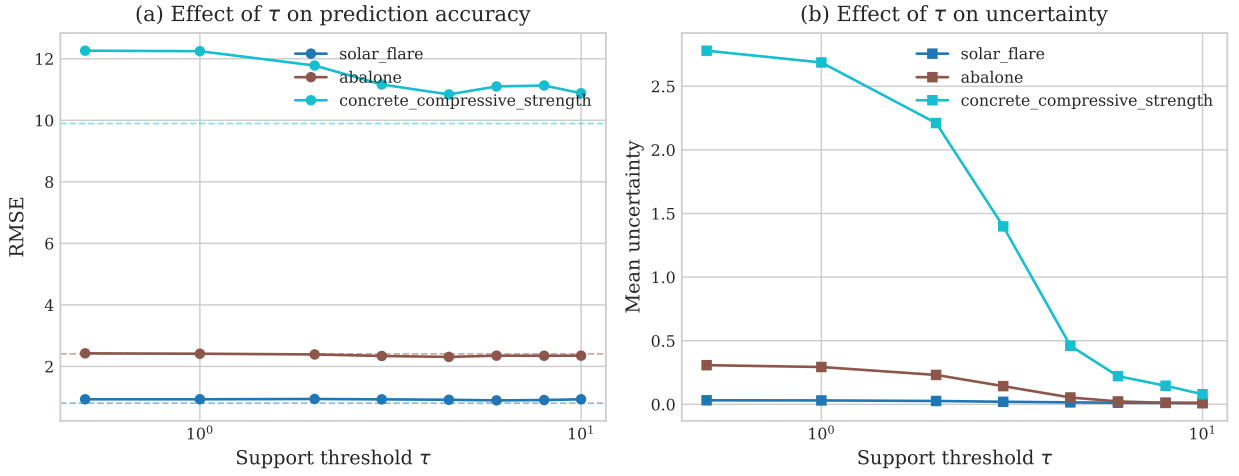 (a) Effect of τ on prediction accuracy
RMSE
12
10
8
6
4
2
solar_flare
abalone
concrete_compressive_strength
10⁰
10¹
Support threshold τ
(b) Effect of τ on uncertainty
Mean uncertainty
2.5
2.0
1.5
1.0
0.5
0.0
solar_flare
abalone
concrete_compressive_strength
10⁰
10¹
Support threshold τ